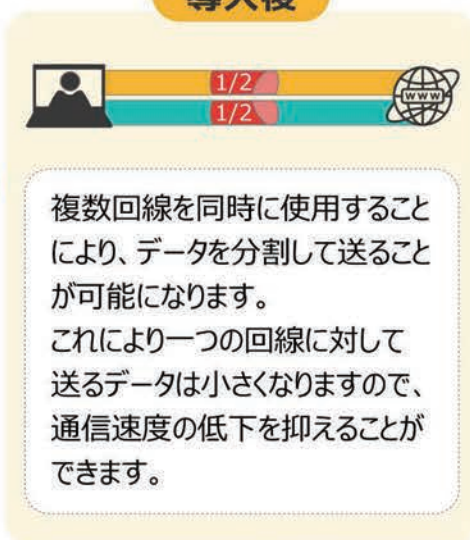 導入後
1/2
1/2
WWW
複数回線を同時に使用すること
により、データを分割して送ること
が可能になります。
これにより一つの回線に対して
送るデータは小さくなりますので、
通信速度の低下を抑えることが
できます。